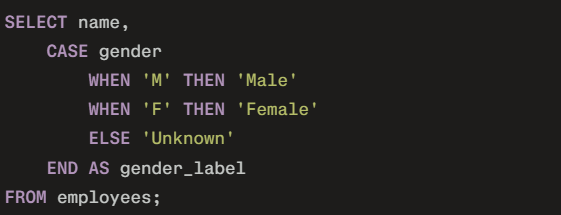 SELECT name,
    CASE gender
        WHEN 'M' THEN 'Male'
        WHEN 'F' THEN 'Female'
        ELSE 'Unknown'
    END AS gender_label
FROM employees;